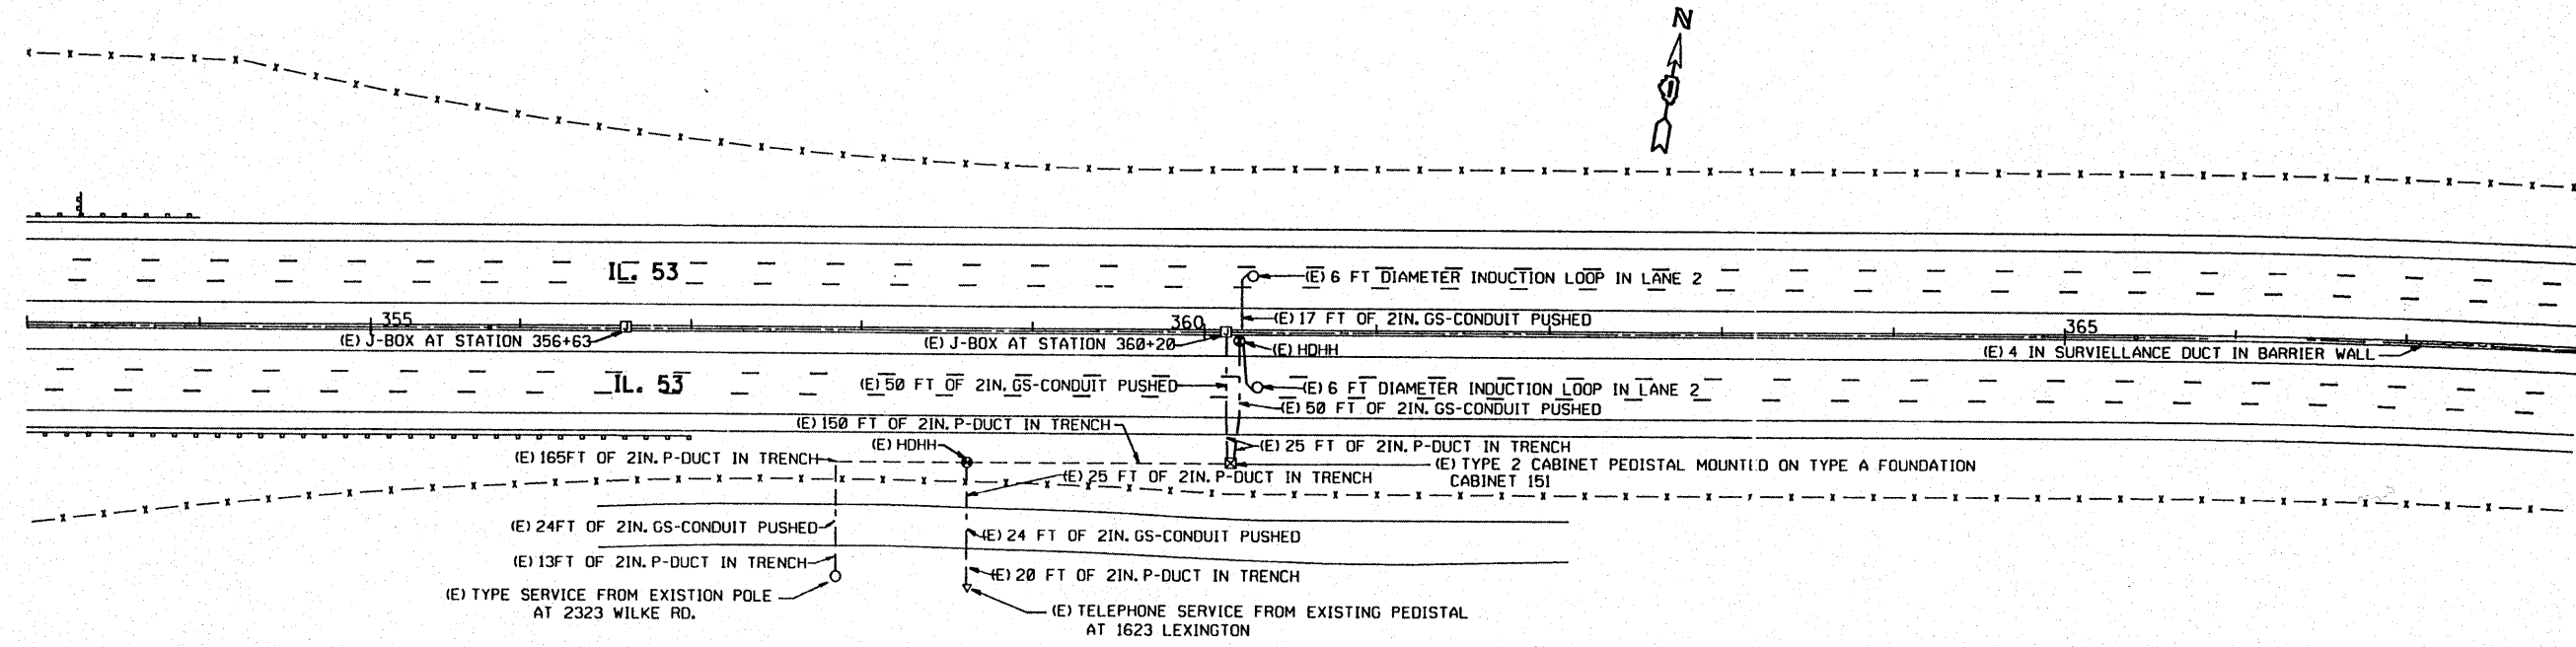 N
IL. 53
(E) 6 FT DIAMETER INDUCTION LOOP IN LANE 2
355
360
(E) 17 FT OF 2IN. GS-CONDUIT PUSHED
365
J
J
(E) J-BOX AT STATION 356+63
(E) J-BOX AT STATION 360+20
(E) HDHH
(E) 4 IN SURVIELLANCE DUCT IN BARRIER WALL
IL. 53
(E) 50 FT OF 2IN. GS-CONDUIT PUSHED
(E) 6 FT DIAMETER INDUCTION LOOP IN LANE 2
(E) 50 FT OF 2IN. GS-CONDUIT PUSHED
(E) 150 FT OF 2IN. P-DUCT IN TRENCH
(E) HDHH
(E) 25 FT OF 2IN. P-DUCT IN TRENCH
(E) 165FT OF 2IN. P-DUCT IN TRENCH
(E) TYPE 2 CABINET PEDISTAL MOUNTED ON TYPE A FOUNDATION
CABINET 151
(E) 25 FT OF 2IN. P-DUCT IN TRENCH
(E) 24FT OF 2IN. GS-CONDUIT PUSHED
(E) 24 FT OF 2IN. GS-CONDUIT PUSHED
(E) 13FT OF 2IN. P-DUCT IN TRENCH
(E) 20 FT OF 2IN. P-DUCT IN TRENCH
(E) TYPE SERVICE FROM EXISTION POLE
AT 2323 WILKE RD.
(E) TELEPHONE SERVICE FROM EXISTING PEDISTAL
AT 1623 LEXINGTON